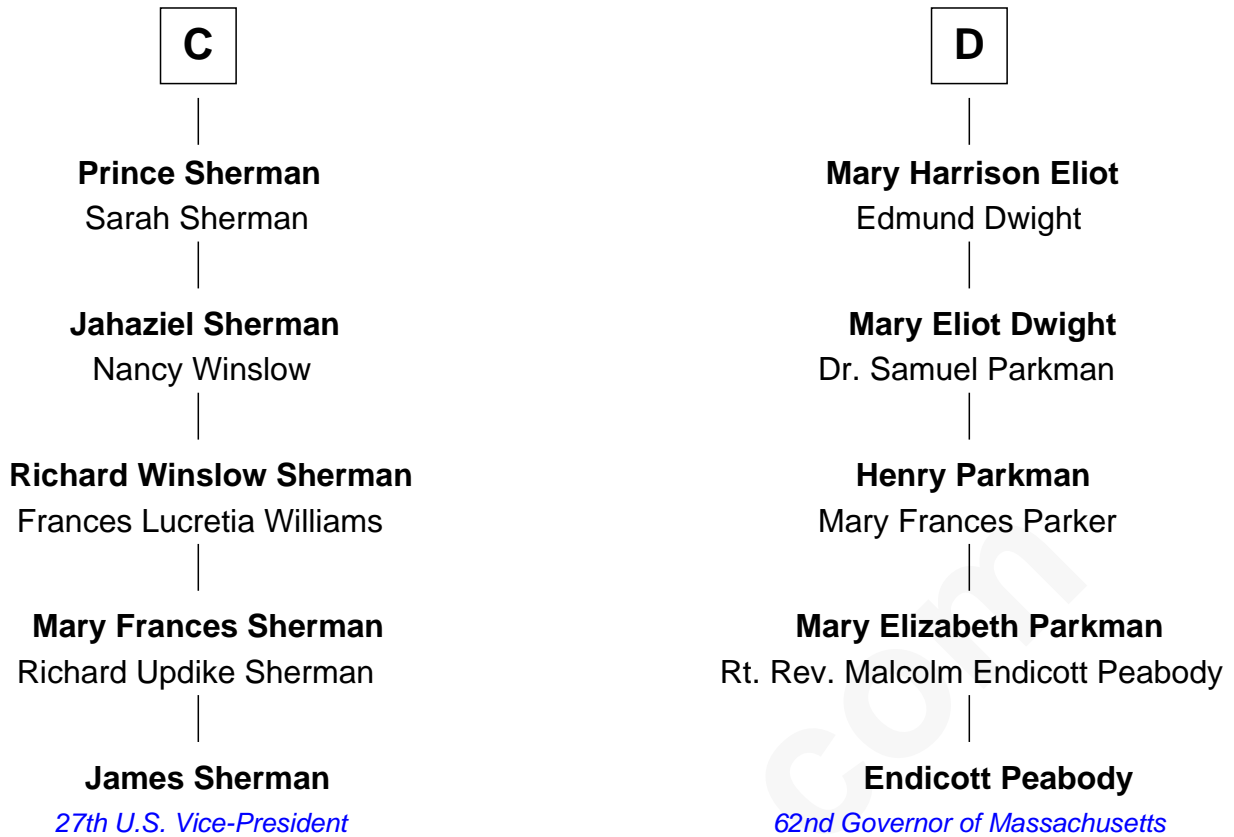 C
Prince Sherman
Sarah Sherman
Jahaziel Sherman
Nancy Winslow
Richard Winslow Sherman
Frances Lucretia Williams
Mary Frances Sherman
Richard Updike Sherman
James Sherman
27th U.S. Vice-President
D
Mary Harrison Eliot
Edmund Dwight
Mary Eliot Dwight
Dr. Samuel Parkman
Henry Parkman
Mary Frances Parker
Mary Elizabeth Parkman
Rt. Rev. Malcolm Endicott Peabody
Endicott Peabody
62nd Governor of Massachusetts
com